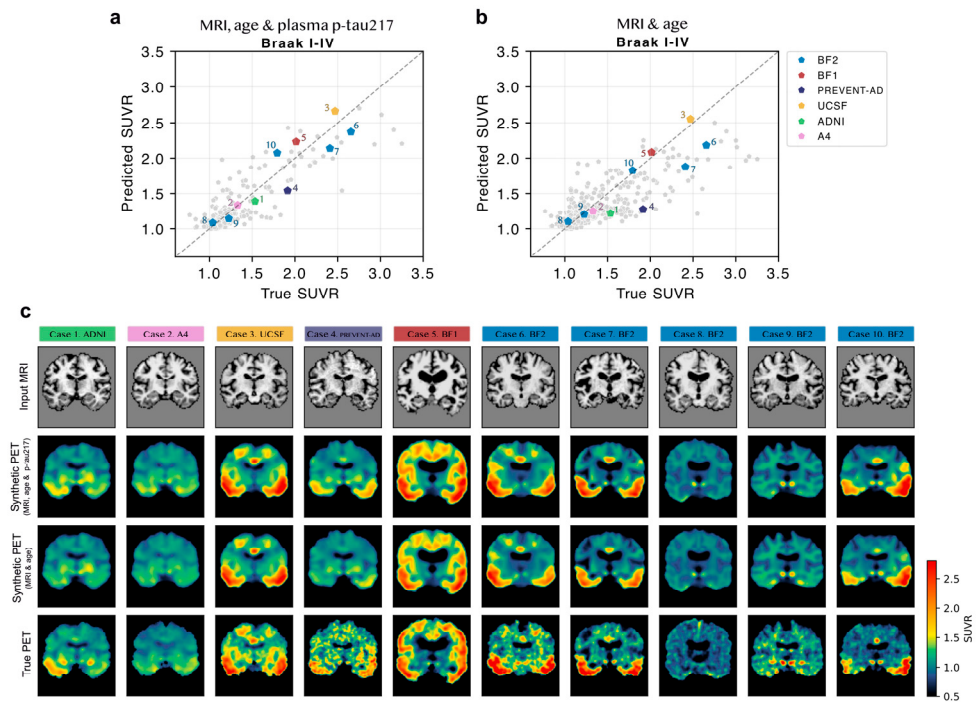 a
MRI, age & plasma p-tau217
Braak I-IV
3.5
3.0
2.5
2.0
1.5
1.0
Predicted SUVR
1.0 1.5 2.0 2.5 3.0 3.5
True SUVR
1
2
3
4
5
6
7
8
9
10
b
MRI & age
Braak I-IV
3.5
3.0
2.5
2.0
1.5
1.0
Predicted SUVR
1.0 1.5 2.0 2.5 3.0 3.5
True SUVR
1
2
3
4
5
6
7
8
9
10
BF2
BF1
PREVENT-AD
UCSF
ADNI
A4
c
Case 1. ADNI
Case 2. A4
Case 3. UCSF
Case 4. PREVENT-AD
Case 5. BF1
Case 6. BF2
Case 7. BF2
Case 8. BF2
Case 9. BF2
Case 10. BF2
Input MRI
Synthetic PET
(MRI, age & p-tau217)
Synthetic PET
(MRI & age)
True PET
2.5
2.0
1.5
1.0
0.5
SUVR